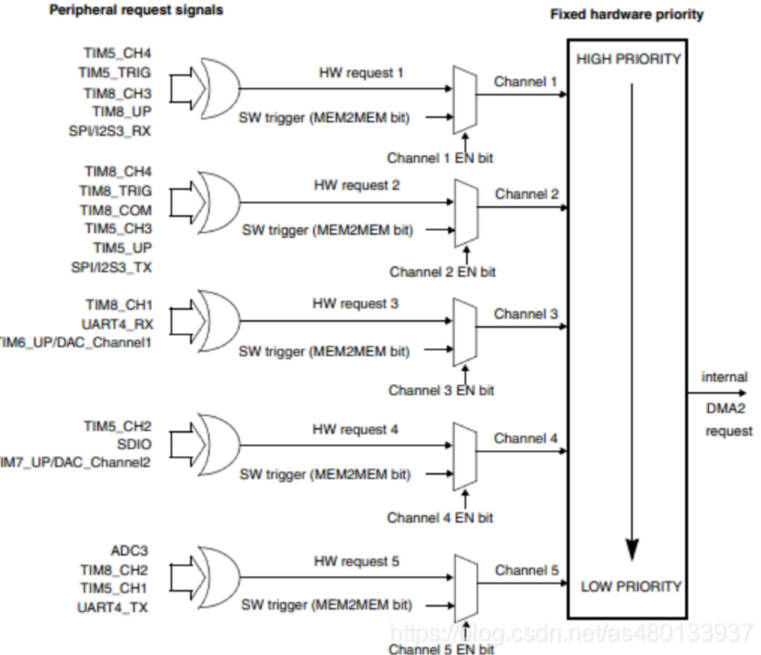 Peripheral request signals
Fixed hardware priority
TIM5_CH4
TIM5_TRIG
TIM8_CH3
TIM8_UP
SPI/I2S3_RX
HW request 1
SW trigger (MEM2MEM bit)
Channel 1 EN bit
Channel 1
HIGH PRIORITY
TIM8_CH4
TIM8_TRIG
TIM8_COM
TIM5_CH3
TIM5_UP
SPI/I2S3_TX
HW request 2
SW trigger (MEM2MEM bit)
Channel 2 EN bit
Channel 2
TIM8_CH1
UART4_RX
TIM6_UP/DAC_Channel1
HW request 3
SW trigger (MEM2MEM bit)
Channel 3 EN bit
Channel 3
internal
DMA2
request
TIM5_CH2
SDIO
IM7_UP/DAC_Channel2
HW request 4
SW trigger (MEM2MEM bit)
Channel 4 EN bit
Channel 4
ADC3
TIM8_CH2
TIM5_CH1
UART4_TX
HW request 5
SW trigger (MEM2MEM bit)
Channel 5 EN bit
Channel 5
LOW PRIORITY
https://blog.csdn.net/as480133937